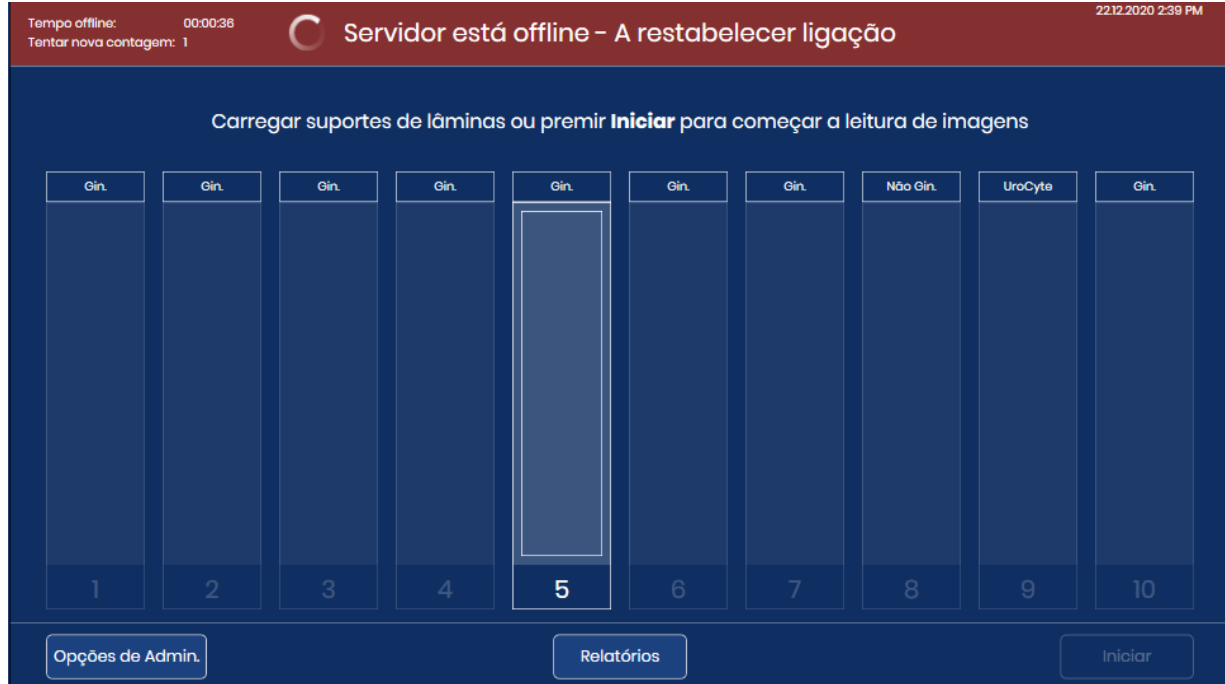 Tempo offline: 00:00:36
Tentar nova contagem: 1
Servidor está offline - A restabelecer ligação
22.12.2020 2:39 PM
Carregar suportes de lâminas ou premir Iniciar para começar a leitura de imagens
Gin. Gin. Gin. Gin. Gin. Gin. Gin. Não Gin. UroCyte Gin.
1 2 3 4 5 6 7 8 9 10
Opções de Admin. Relatórios Iniciar